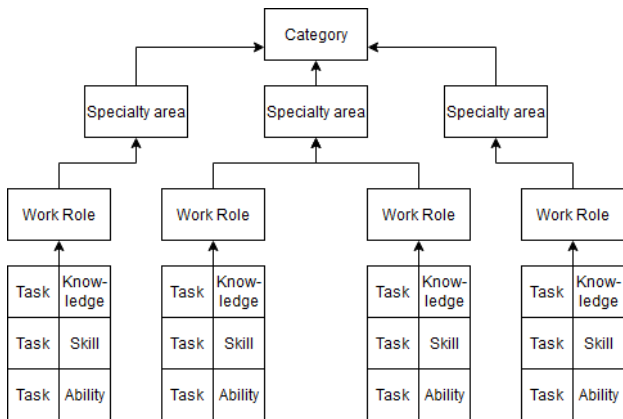 Category
Specialty area
Specialty area
Specialty area
Work Role
Work Role
Work Role
Work Role
Task
Know-
ledge
Task
Skill
Task
Ability
Task
Know-
ledge
Task
Skill
Task
Ability
Task
Know-
ledge
Task
Skill
Task
Ability
Task
Know-
ledge
Task
Skill
Task
Ability